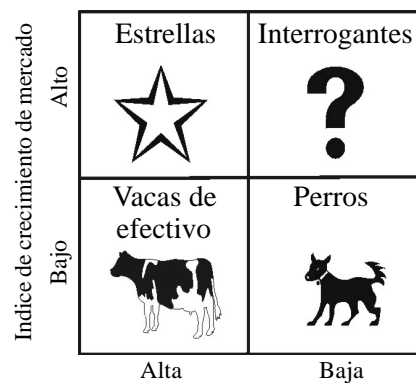 Indice de crecimiento de mercado
Alto
Bajo
Estrellas
Interrogantes
?
Vacas de
efectivo
Perros
Alta
Baja